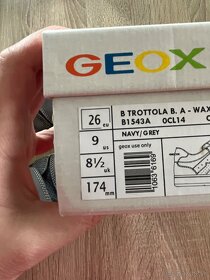 GEOX
26 eu
B TROTTOLA B. A - WAX
B1543A 0CL14
9 us
NAVY/GREY
geox use only
8½ uk
174 mm